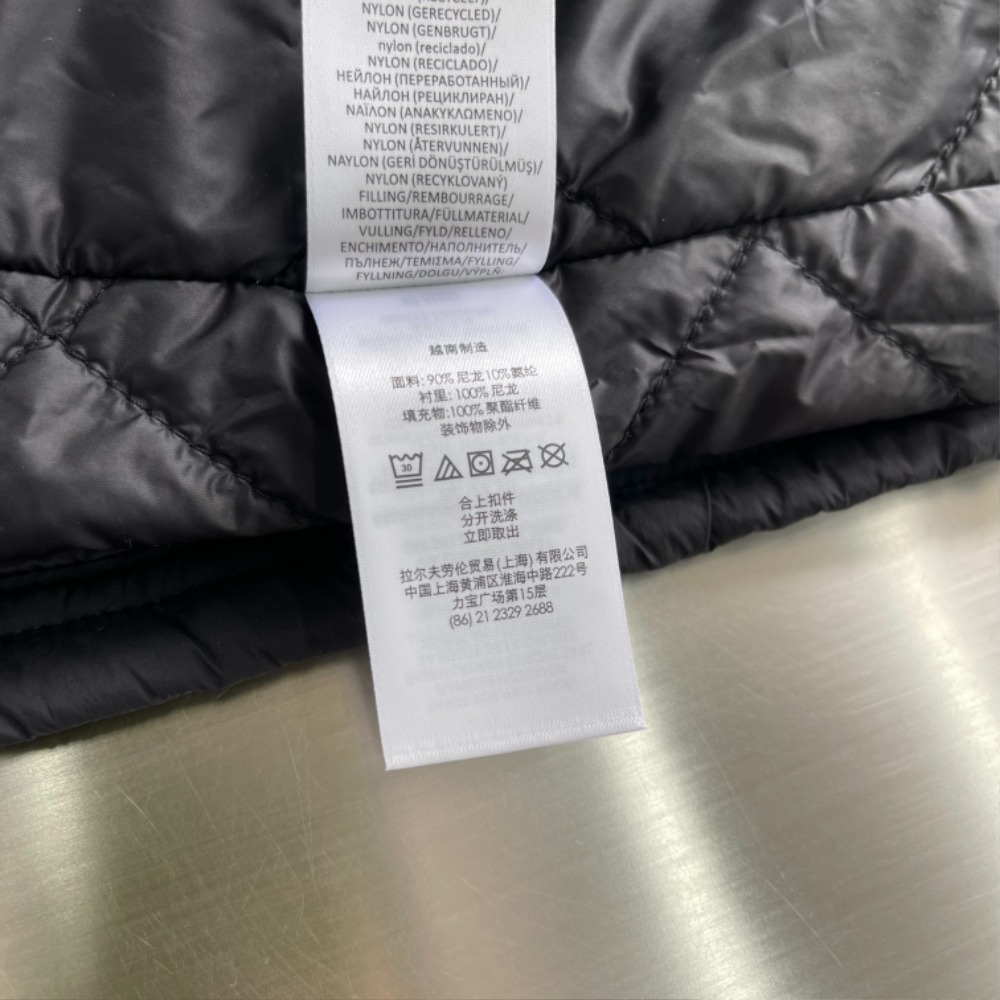 NYLON (GERECYCLED)/
NYLON (GENBRUGT)/
nylon (reciclado)/
NYLON (RECICLADO)/
НЕЙЛОН (ПЕРЕРАБОТАННЫЙ)/
НАЙЛОН (РЕЦИКЛИРАН)/
ΝΑΪΛΟΝ (ΑΝΑΚΥΚΛΩΜΕΝΟ)/
NYLON (RESIRKULERT)/
NYLON (ÅTERVUNNEN)/
NAYLON (GERİ DÖNÜŞTÜRÜLMÜŞ)/
NYLON (RECYKLOVANÝ)
FILLING/REMBOURRAGE/
IMBOTTITURA/FÜLLMATERIAL/
VULLING/FYLD/RELLENO/
ENCHIMENTO/НАПОЛНИТЕЛЬ/
ПЪЛНЕЖ/ΓΕΜΙΣΜΑ/FYLLING/
FYLLNING/DOLGU/VÝPLŇ
越南制造
面料: 90% 尼龙10%氨纶
衬里: 100% 尼龙
填充物:100% 聚酯纤维
装饰物除外
30
合上扣件
分开洗涤
立即取出
拉尔夫劳伦贸易 (上海) 有限公司
中国上海黄浦区淮海中路222号
力宝广场第15层
(86) 21 2329 2688